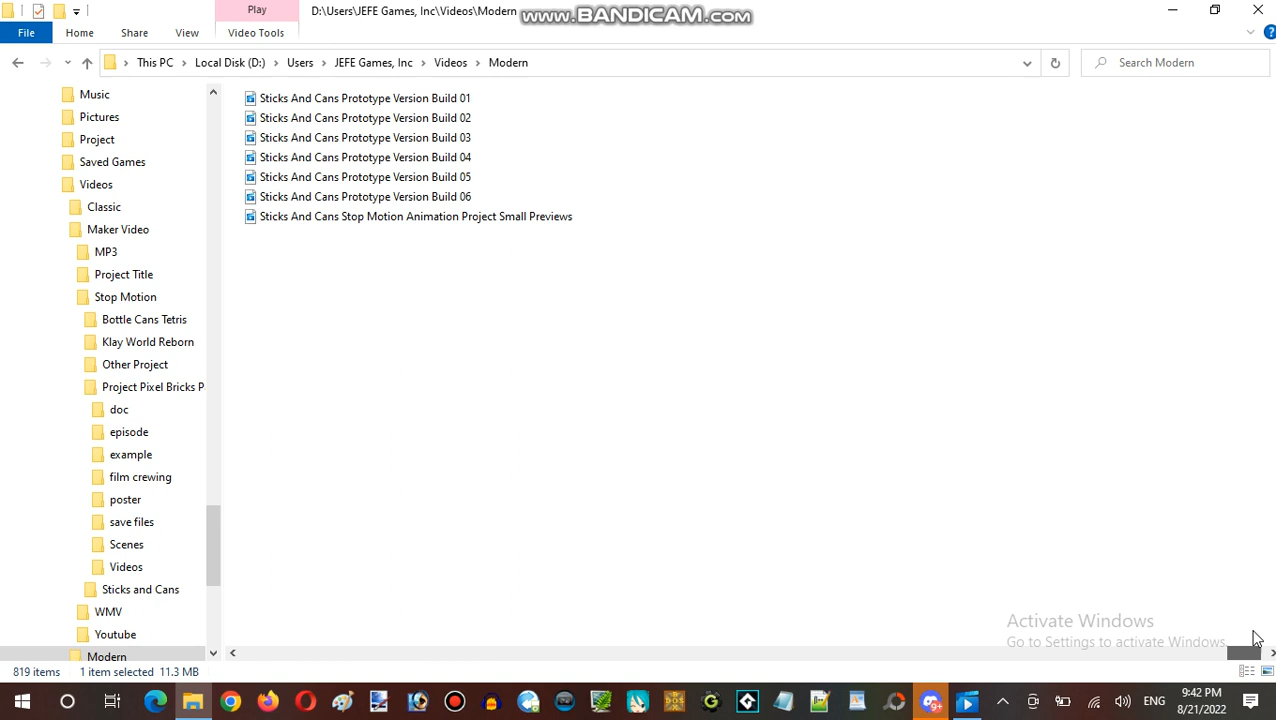 Play
D:\Users\JEFE Games, Inc\Videos\Modern
www.BANDICAM.com
File Home Share View Video Tools
This PC Local Disk (D:) Users JEFE Games, Inc Videos Modern
Search Modern
Music
Pictures
Project
Saved Games
Videos
Classic
Maker Video
MP3
Project Title
Stop Motion
Bottle Cans Tetris
Klay World Reborn
Other Project
Project Pixel Bricks P
doc
episode
example
film crewing
poster
save files
Scenes
Videos
Sticks and Cans
WMV
Youtube
Modern
Sticks And Cans Prototype Version Build 01
Sticks And Cans Prototype Version Build 02
Sticks And Cans Prototype Version Build 03
Sticks And Cans Prototype Version Build 04
Sticks And Cans Prototype Version Build 05
Sticks And Cans Prototype Version Build 06
Sticks And Cans Stop Motion Animation Project Small Previews
Activate Windows
Go to Settings to activate Windows.
819 items 1 item selected 11.3 MB
ENG
9:42 PM
8/21/2022